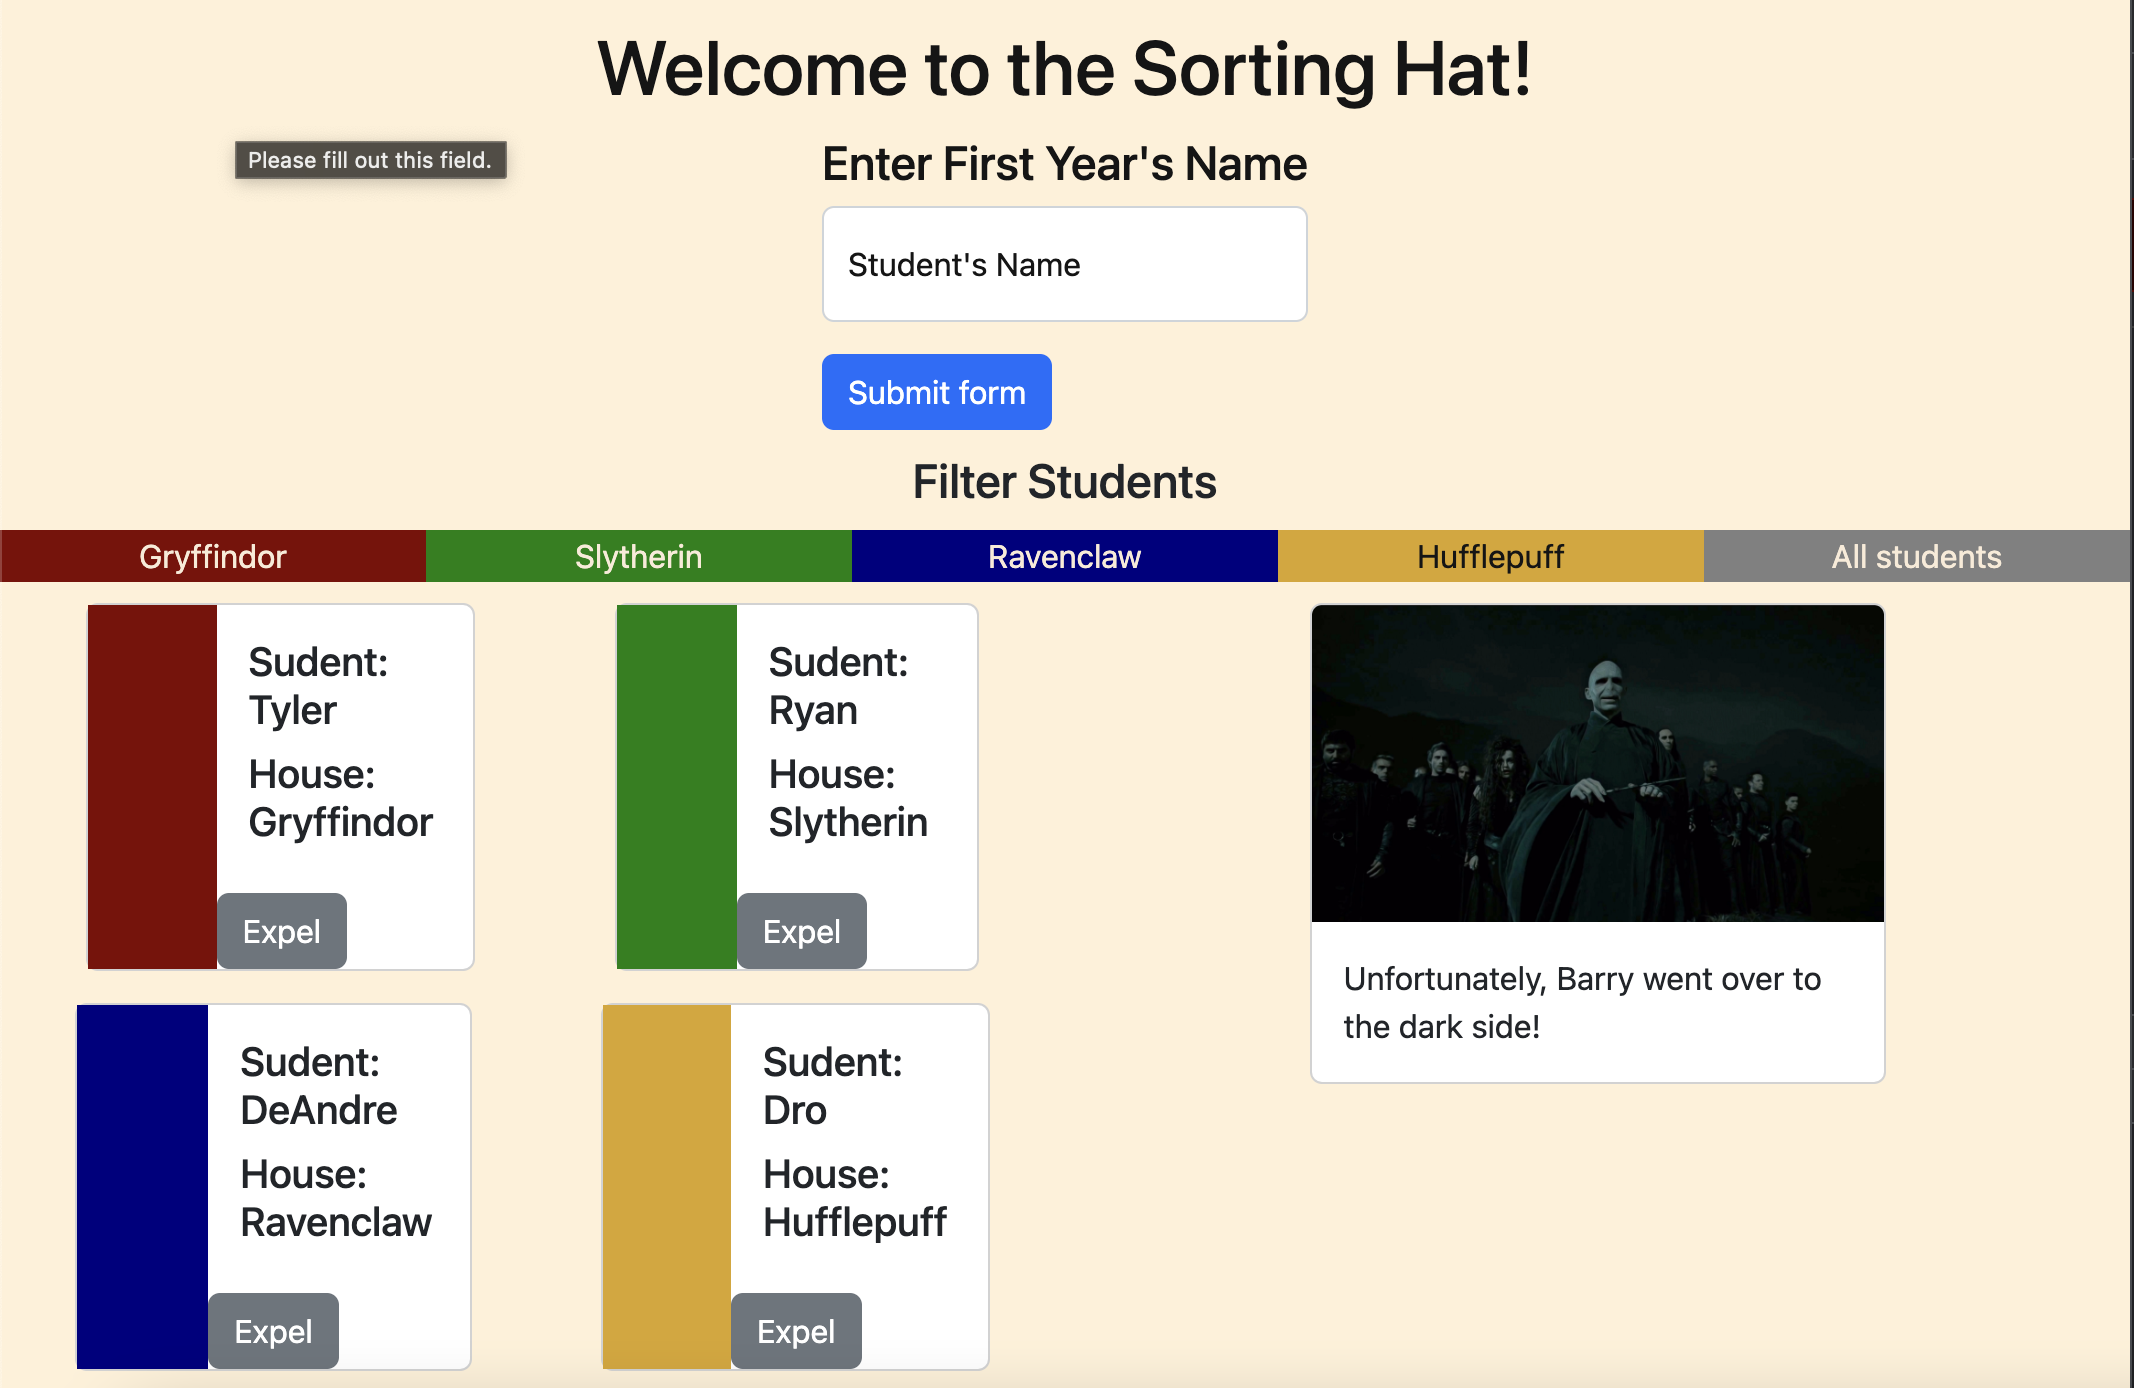 Welcome to the Sorting Hat!
Please fill out this field.
Enter First Year's Name
Student's Name
Submit form
Filter Students
Gryffindor
Slytherin
Ravenclaw
Hufflepuff
All students
Sudent:
Tyler
House:
Gryffindor
Expel
Sudent:
Ryan
House:
Slytherin
Expel
Unfortunately, Barry went over to
the dark side!
Sudent:
DeAndre
House:
Ravenclaw
Expel
Sudent:
Dro
House:
Hufflepuff
Expel